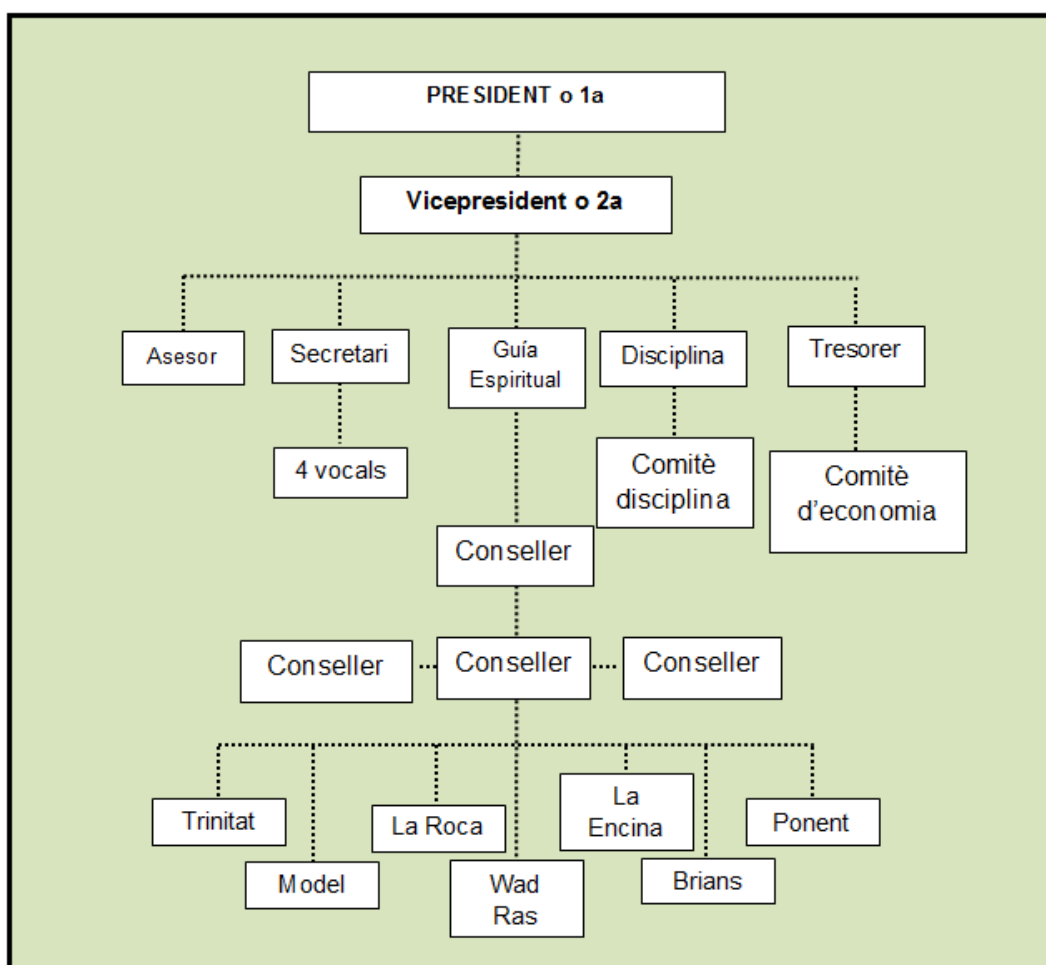 PRESIDENT o 1a
Vicepresident o 2a
Asesor
Secretari
Guía
Espiritual
Disciplina
Tresorer
4 vocals
Comitè
disciplina
Comitè
d’economia
Conseller
Conseller
Conseller
Conseller
Trinitat
Model
La Roca
Wad
Ras
La
Encina
Brians
Ponent